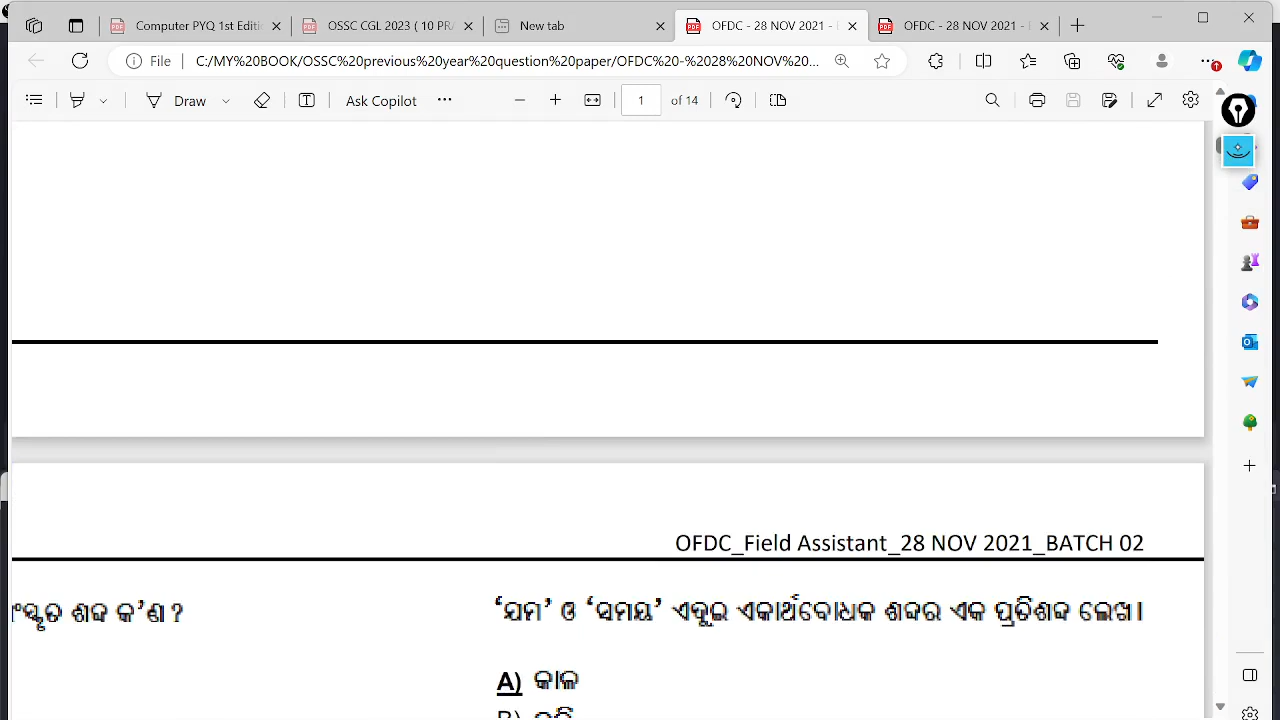 Computer PYQ 1st Editi
OSSC CGL 2023 ( 10 PRA
New tab
OFDC - 28 NOV 2021 -
OFDC - 28 NOV 2021 -
File
C:/MY%20BOOK/OSSC%20previous%20year%20question%20paper/OFDC%20-%2028%20NOV%20...
Draw
Ask Copilot
1
of 14
OFDC_Field Assistant_28 NOV 2021_BATCH 02
ଶବ୍ଦ କ’ଣ ?
‘ଯମ’ ଓ ‘ସମୟ’ ଏଦୁଇ ଏକାର୍ଥବୋଧକ ଶବ୍ଦର ଏକ ପ୍ରତିଶବ୍ଦ ଲେଖ।
A) କାଳ
B)